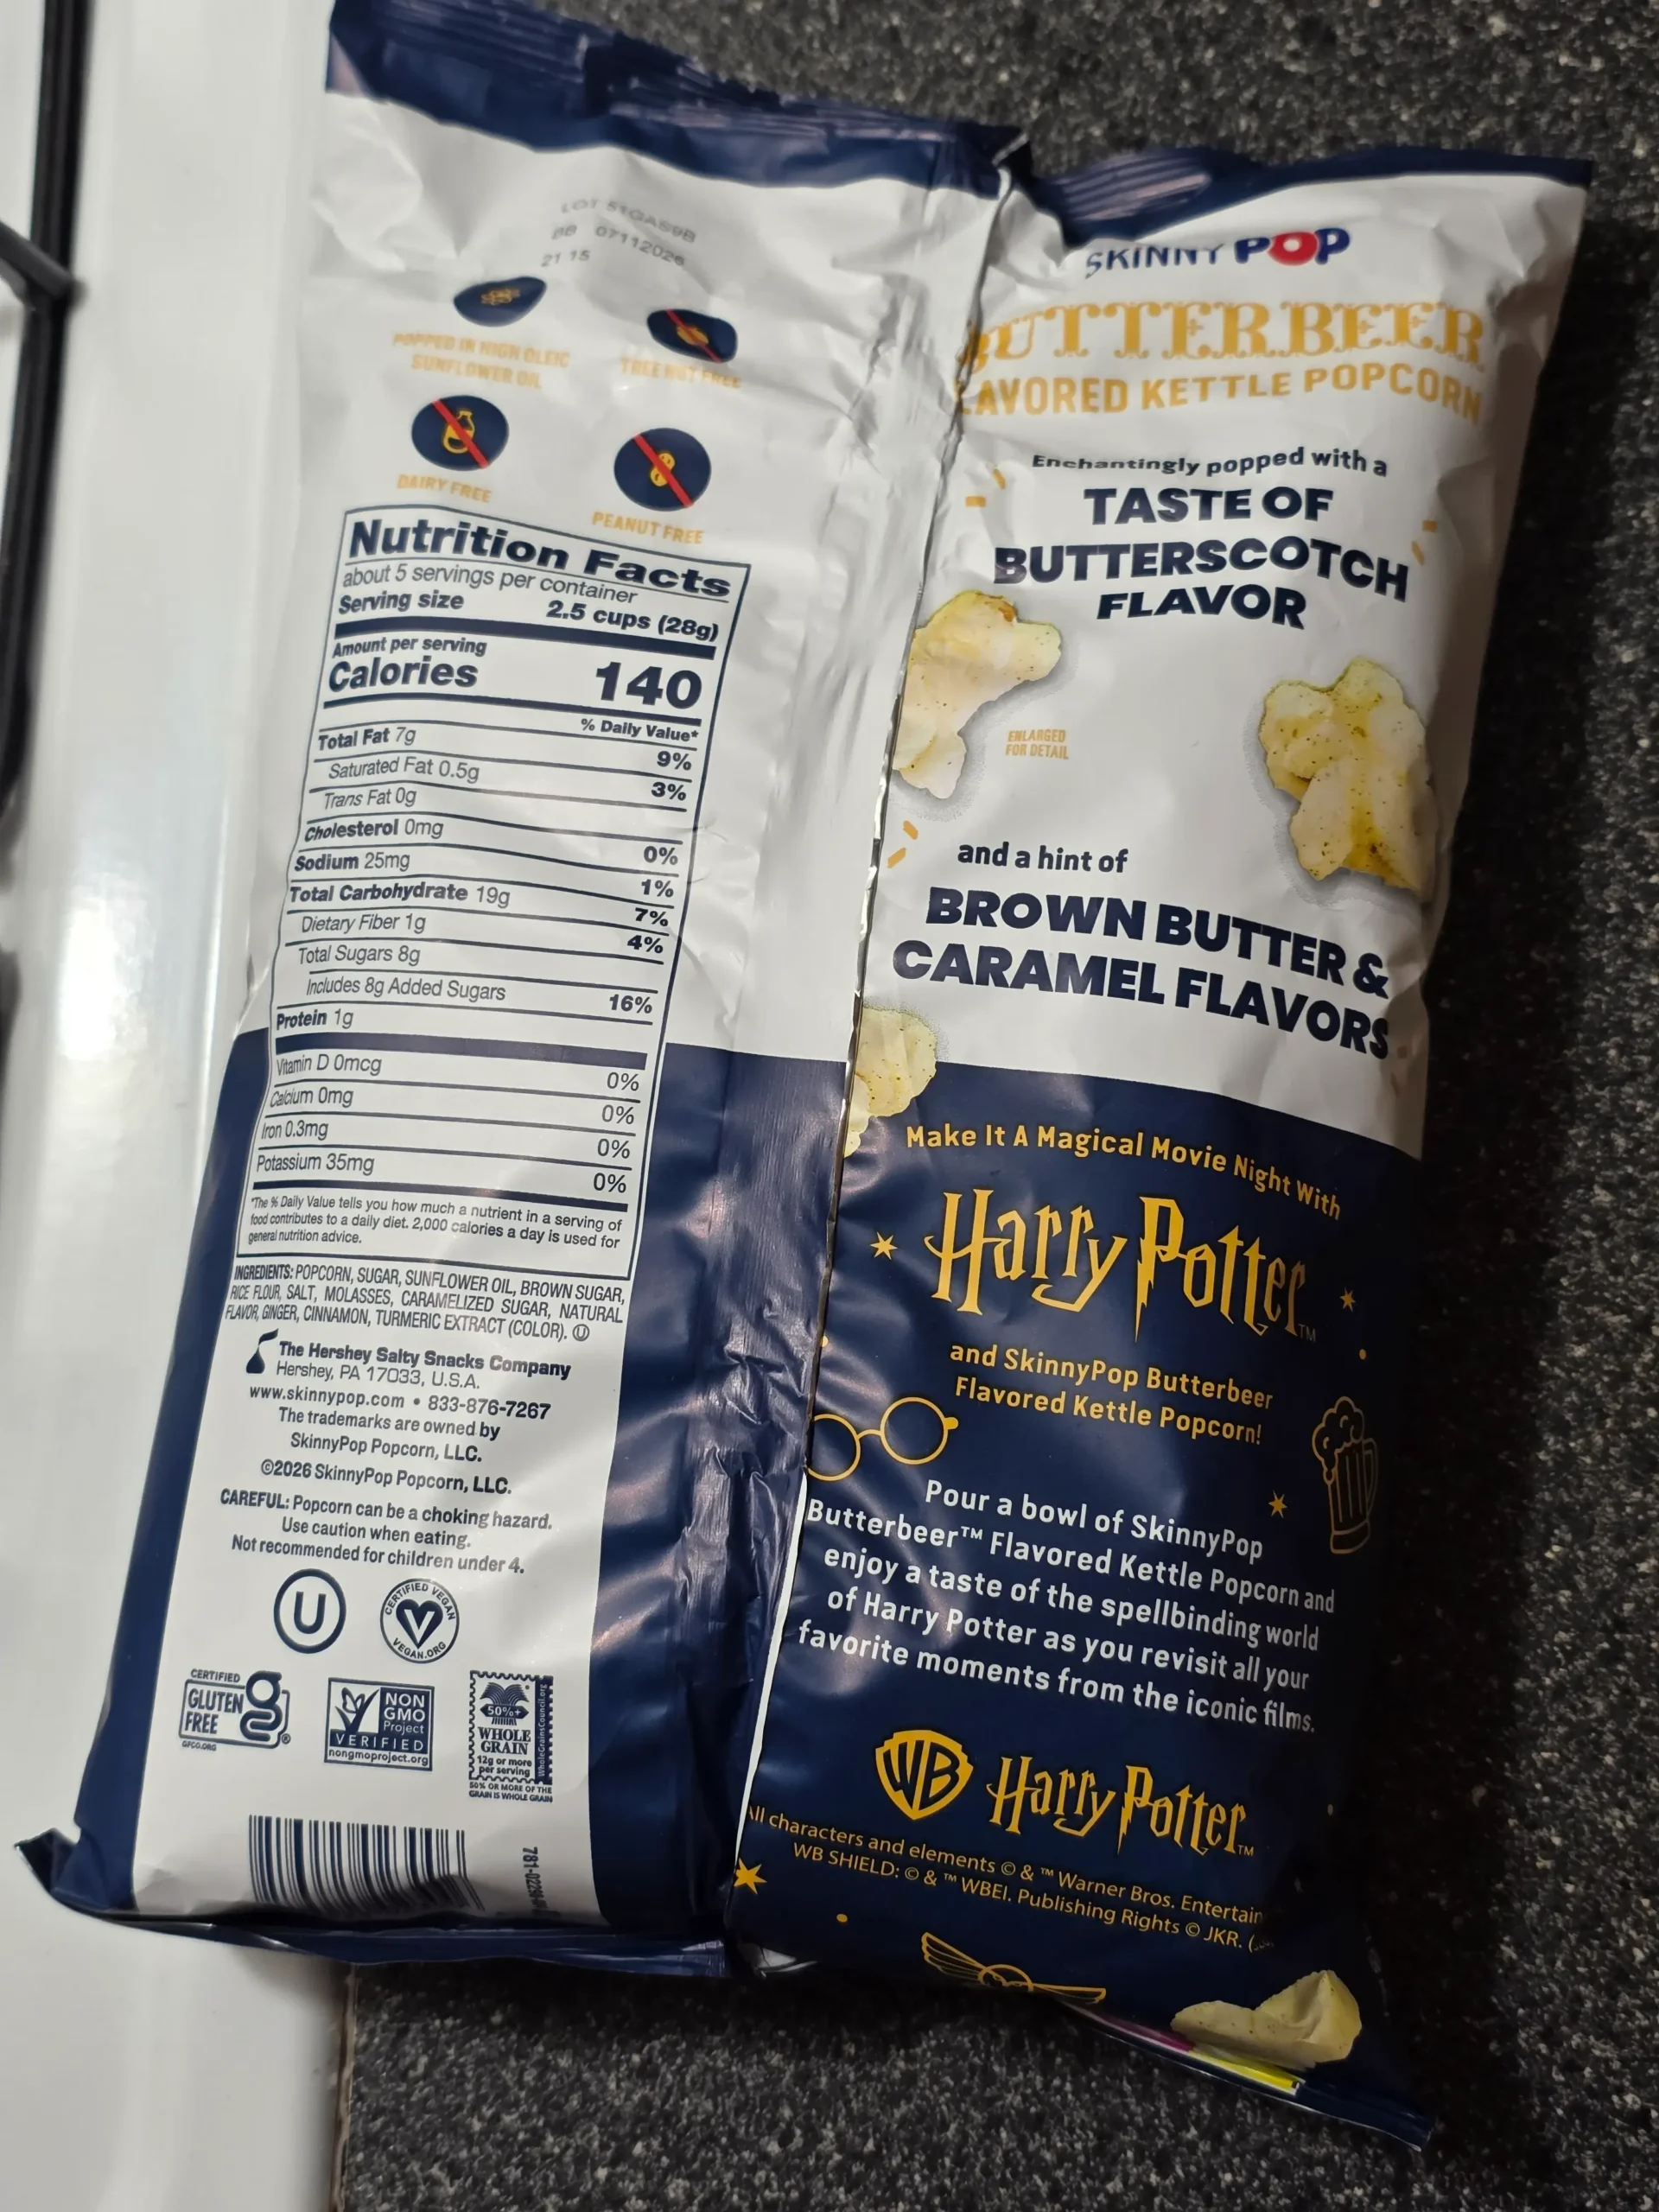 LOT 51GAS9B
BB 07112026
21 15
POPPED IN HIGH OLEIC
SUNFLOWER OIL
TREE NUT FREE
DAIRY FREE
PEANUT FREE
Nutrition Facts
about 5 servings per container
Serving size 2.5 cups (28g)
Amount per serving
Calories 140
% Daily Value*
Total Fat 7g 9%
Saturated Fat 0.5g 3%
Trans Fat 0g
Cholesterol 0mg 0%
Sodium 25mg 1%
Total Carbohydrate 19g 7%
Dietary Fiber 1g 4%
Total Sugars 8g
Includes 8g Added Sugars 16%
Protein 1g
Vitamin D 0mcg 0%
Calcium 0mg 0%
Iron 0.3mg 0%
Potassium 35mg 0%
*The % Daily Value tells you how much a nutrient in a serving of
food contributes to a daily diet. 2,000 calories a day is used for
general nutrition advice.
INGREDIENTS: POPCORN, SUGAR, SUNFLOWER OIL, BROWN SUGAR,
RICE FLOUR, SALT, MOLASSES, CARAMELIZED SUGAR, NATURAL
FLAVOR, GINGER, CINNAMON, TURMERIC EXTRACT (COLOR). Ⓤ
The Hershey Salty Snacks Company
Hershey, PA 17033, U.S.A.
www.skinnypop.com • 833-876-7267
The trademarks are owned by
SkinnyPop Popcorn, LLC.
©2026 SkinnyPop Popcorn, LLC.
CAREFUL: Popcorn can be a choking hazard.
Use caution when eating.
Not recommended for children under 4.
U
CERTIFIED VEGAN
V
VEGAN.ORG
CERTIFIED
GLUTEN
FREE
g
®
GFCO.ORG
NON
GMO
Project
VERIFIED
nongmoproject.org
50%+
WHOLE
GRAIN
12g or more
per serving
WholeGrainsCouncil.org
50% OR MORE OF THE
GRAIN IS WHOLE GRAIN
SKINNY POP
BUTTERBEER
LAVORED KETTLE POPCORN
Enchantingly popped with a
TASTE OF
BUTTERSCOTCH
FLAVOR
ENLARGED
FOR DETAIL
and a hint of
BROWN BUTTER &
CARAMEL FLAVORS
Make It A Magical Movie Night With
Harry Potter™
and SkinnyPop Butterbeer
Flavored Kettle Popcorn!
Pour a bowl of SkinnyPop
Butterbeer™ Flavored Kettle Popcorn and
enjoy a taste of the spellbinding world
of Harry Potter as you revisit all your
favorite moments from the iconic films.
WB Harry Potter™
All characters and elements © & ™ Warner Bros. Entertain
WB SHIELD: © & ™ WBEI. Publishing Rights © JKR. (